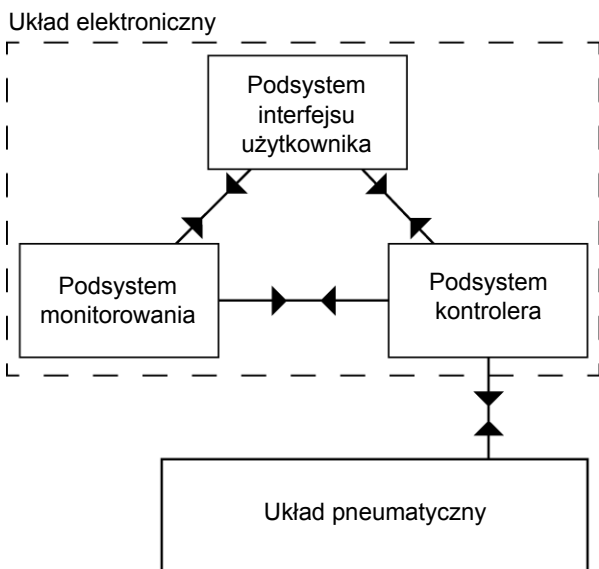 Układ elektroniczny
Podsystem
interfejsu
użytkownika
Podsystem
monitorowania
Podsystem
kontrolera
Układ pneumatyczny